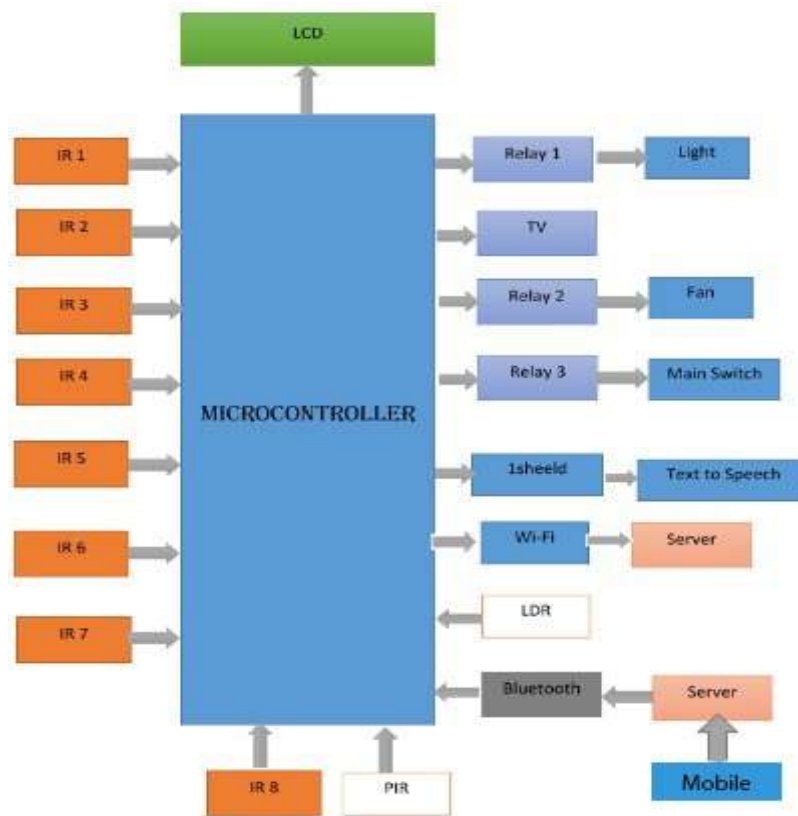 LCD
IR 1
Relay 1
Light
IR 2
TV
IR 3
Relay 2
Fan
IR 4
Relay 3
Main Switch
MICROCONTROLLER
IR 5
1sheeld
Text to Speech
IR 6
Wi-Fi
Server
IR 7
LDR
Bluetooth
Server
IR 8
PIR
Mobile